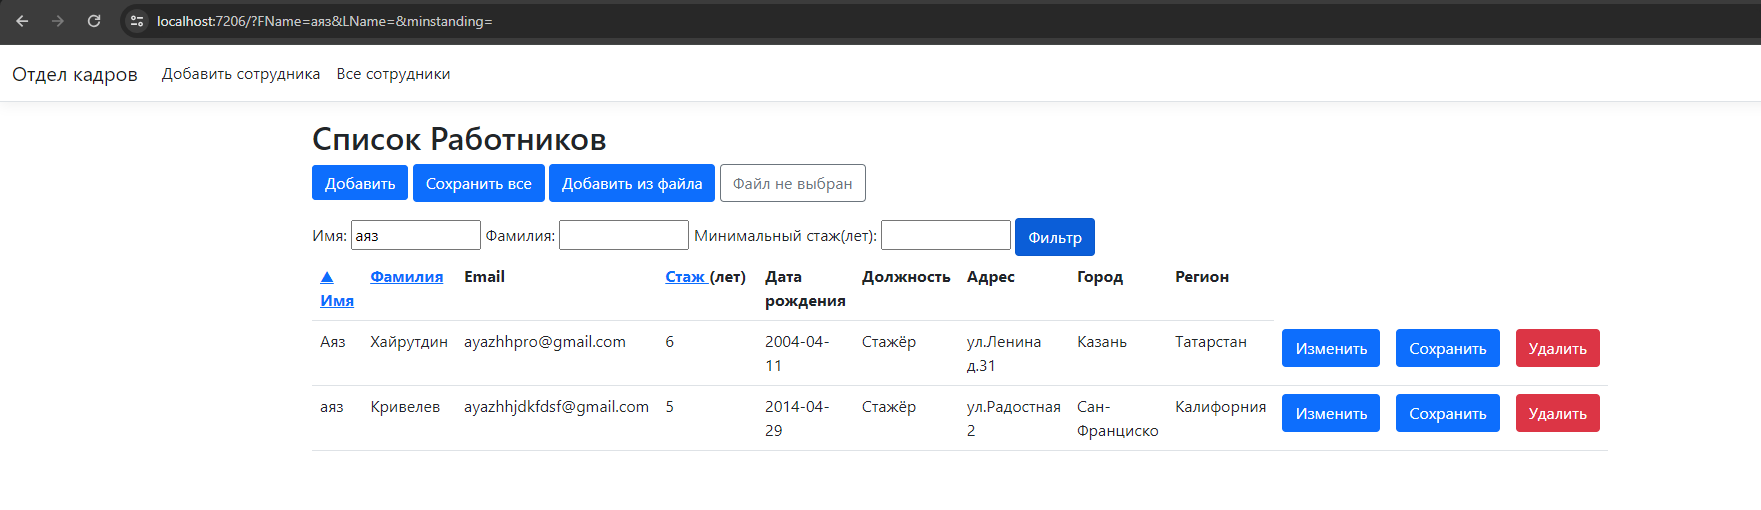 localhost:7206/?FName=аяз&LName=&minstanding=
Отдел кадров Добавить сотрудника Все сотрудники
Список Работников
Добавить Сохранить все Добавить из файла Файл не выбран
Имя: аяз Фамилия: Минимальный стаж(лет): Фильтр
▲ Имя Фамилия Email Стаж (лет) Дата рождения Должность Адрес Город Регион
Аяз Хайрутдин ayazhhpro@gmail.com 6 2004-04-11 Стажёр ул.Ленина д.31 Казань Татарстан Изменить Сохранить Удалить
аяз Кривелев ayazhhjdkfdsf@gmail.com 5 2014-04-29 Стажёр ул.Радостная 2 Сан-Франциско Калифорния Изменить Сохранить Удалить